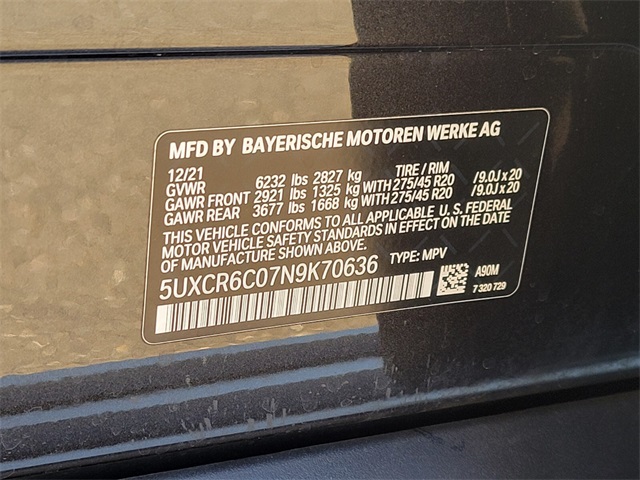 MFD BY BAYERISCHE MOTOREN WERKE AG
12/21 TIRE / RIM
GVWR 6232 lbs 2827 kg
GAWR FRONT 2921 lbs 1325 kg WITH 275/45 R20 /9.0J x 20
GAWR REAR 3677 lbs 1668 kg WITH 275/45 R20 /9.0J x 20
THIS VEHICLE CONFORMS TO ALL APPLICABLE U. S. FEDERAL
MOTOR VEHICLE SAFETY STANDARDS IN EFFECT ON THE DATE
OF MANUFACTURE SHOWN ABOVE.
5UXCR6C07N9K70636 TYPE: MPV
A90M
7 320 729